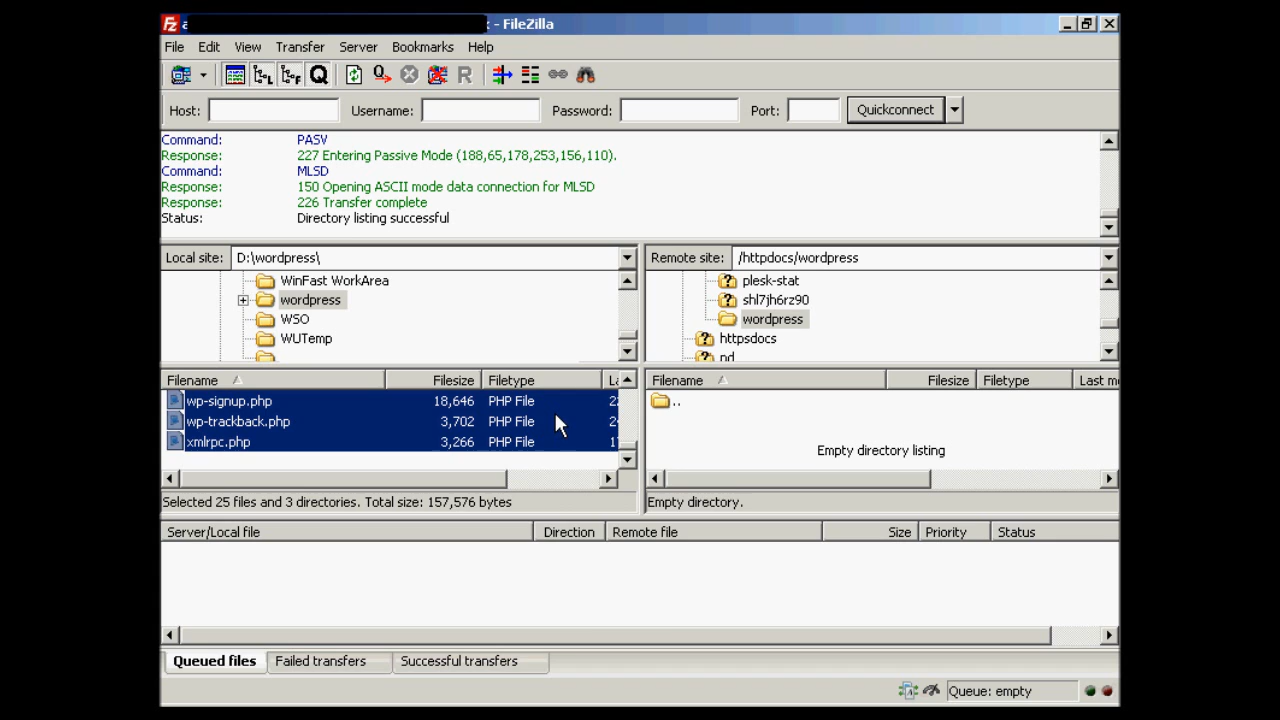 a - FileZilla
File Edit View Transfer Server Bookmarks Help
Host: Username: Password: Port: Quickconnect
Command: PASV
Response: 227 Entering Passive Mode (188,65,178,253,156,110).
Command: MLSD
Response: 150 Opening ASCII mode data connection for MLSD
Response: 226 Transfer complete
Status: Directory listing successful
Local site: D:\wordpress\
WinFast WorkArea
wordpress
WSO
WUTemp
Remote site: /httpdocs/wordpress
plesk-stat
shl7jh6rz90
wordpress
httpsdocs
pd
Filename Filesize Filetype
wp-signup.php 18,646 PHP File
wp-trackback.php 3,702 PHP File
xmlrpc.php 3,266 PHP File
Selected 25 files and 3 directories. Total size: 157,576 bytes
Filename Filesize Filetype Last m
..
Empty directory listing
Empty directory.
Server/Local file Direction Remote file Size Priority Status
Queued files Failed transfers Successful transfers
Queue: empty